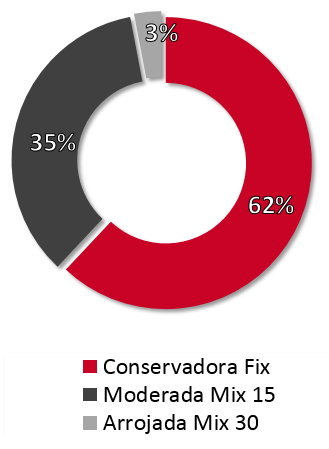 3%
35%
62%
Conservadora Fix
Moderada Mix 15
Arrojada Mix 30